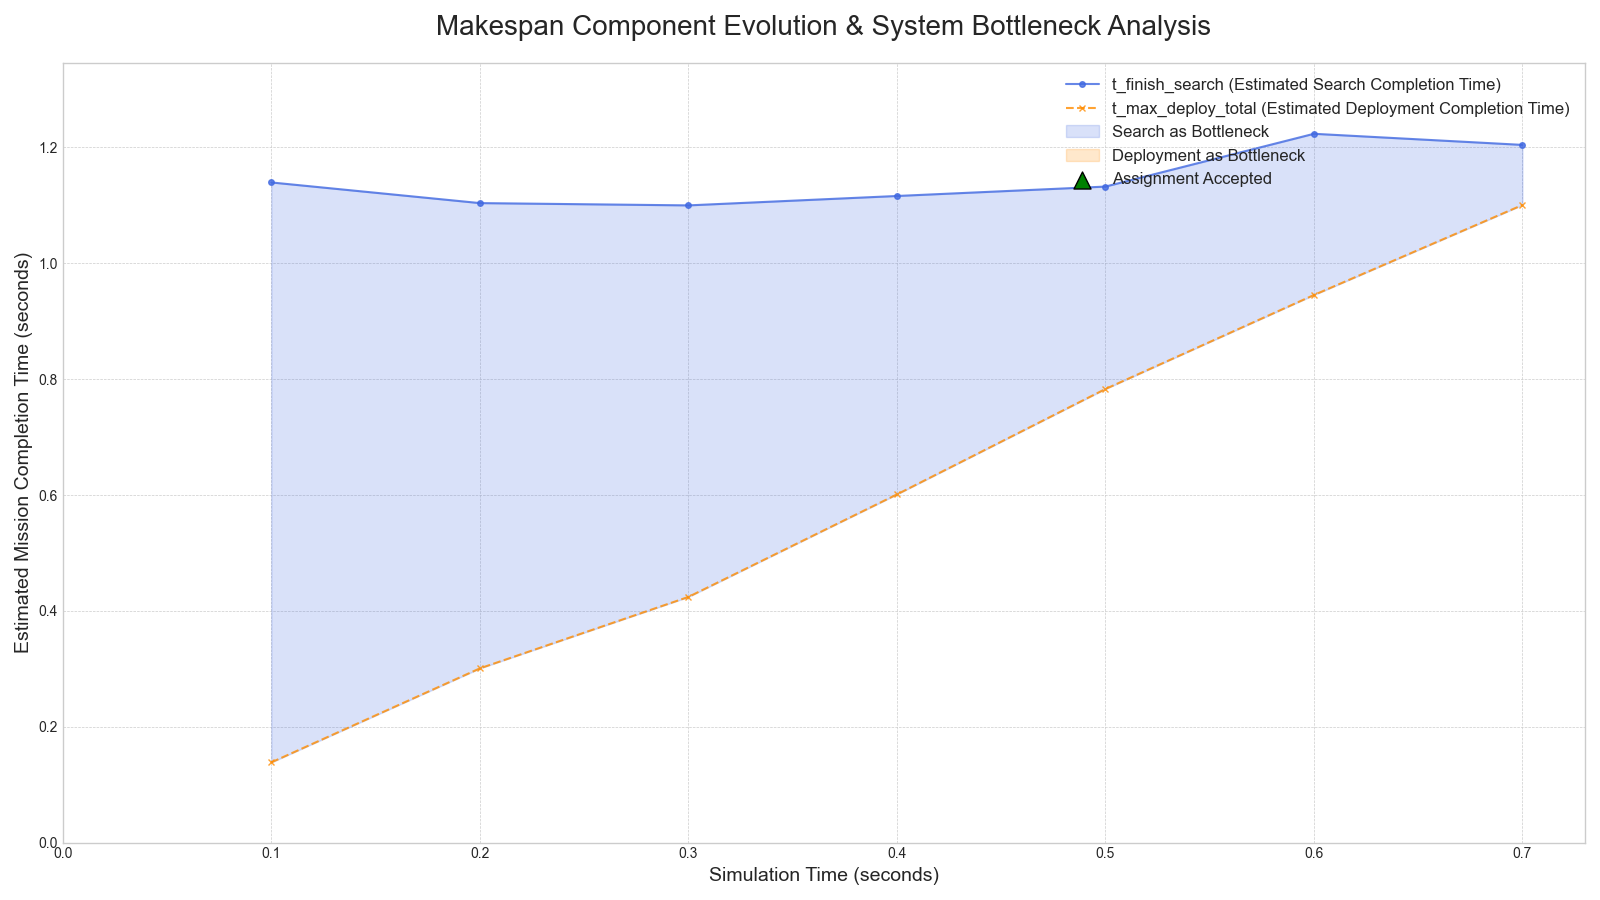 Makespan Component Evolution & System Bottleneck Analysis
t_finish_search (Estimated Search Completion Time)
t_max_deploy_total (Estimated Deployment Completion Time)
Search as Bottleneck
Deployment as Bottleneck
Assignment Accepted
Estimated Mission Completion Time (seconds)
1.2
1.0
0.8
0.6
0.4
0.2
0.0
0.0 0.1 0.2 0.3 0.4 0.5 0.6 0.7
Simulation Time (seconds)